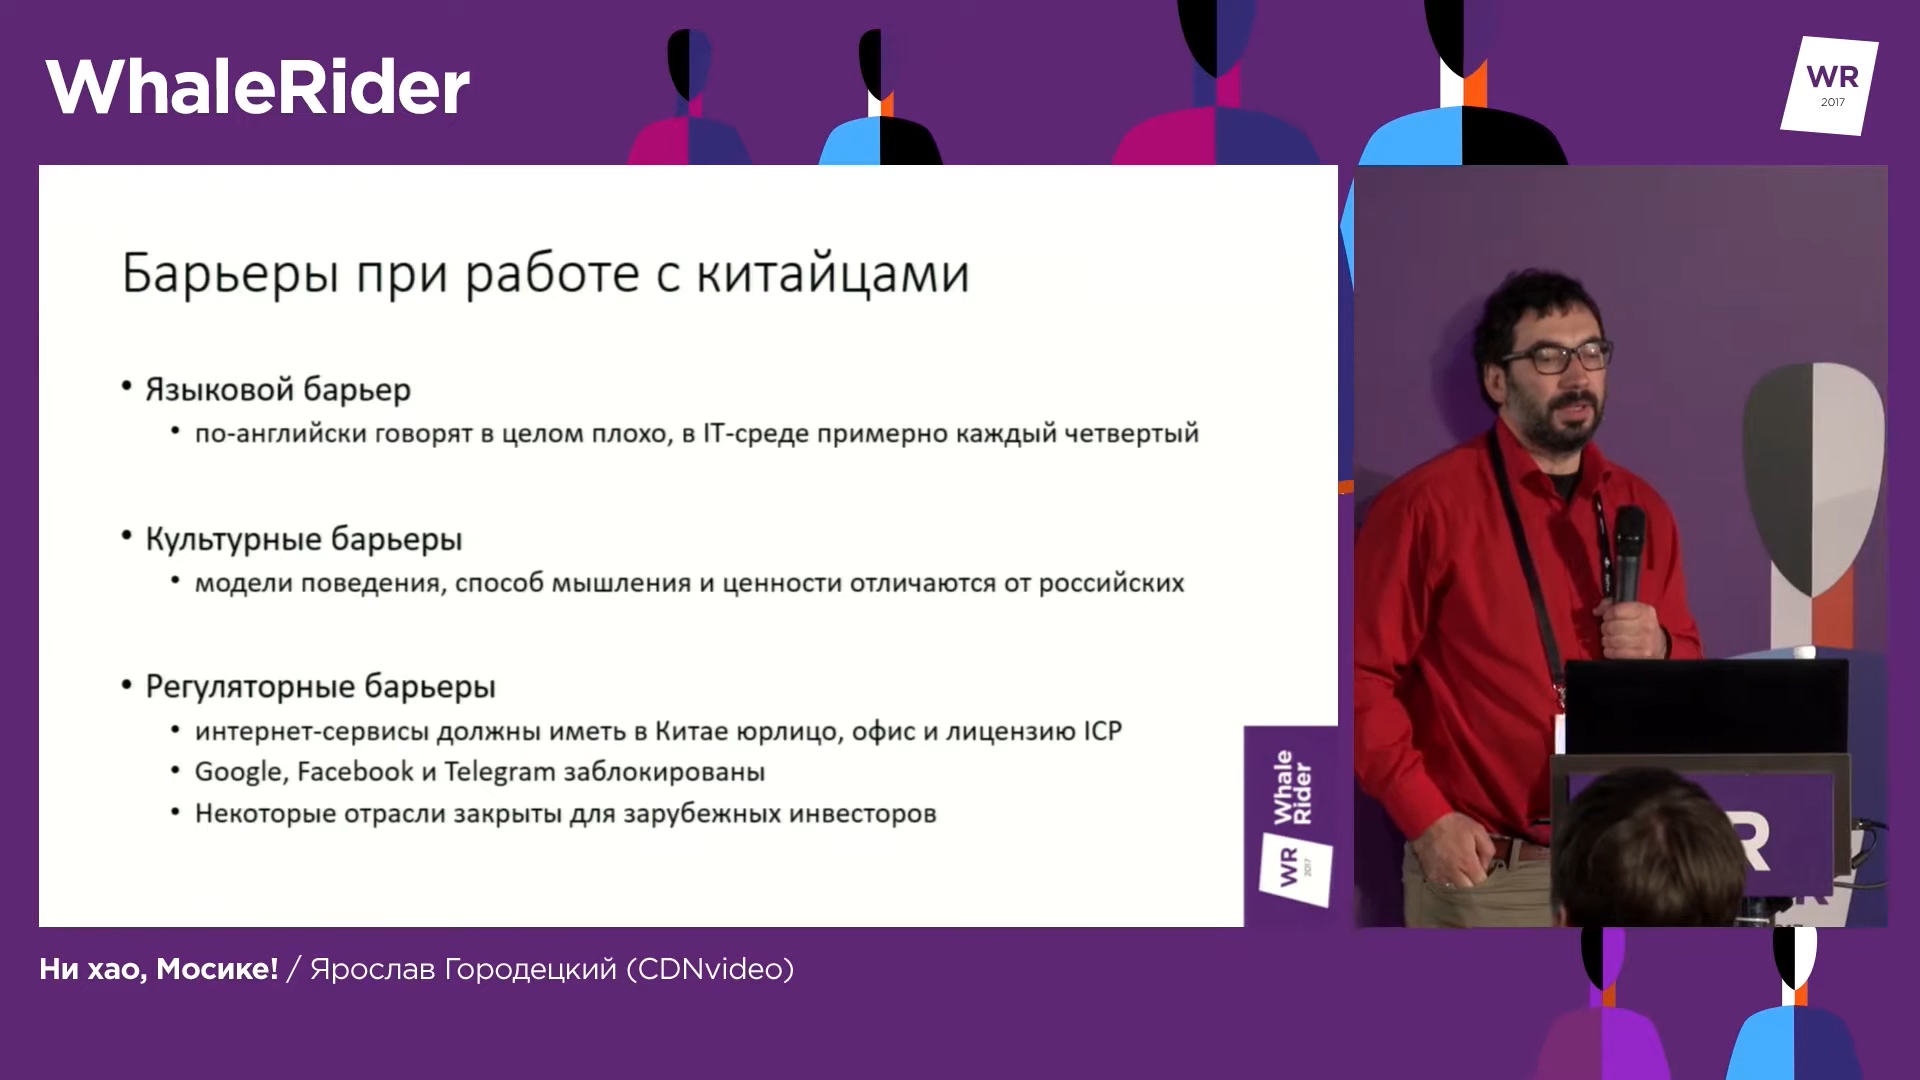 WhaleRider
WR
2017
Барьеры при работе с китайцами
• Языковой барьер
• по-английски говорят в целом плохо, в IT-среде примерно каждый четвертый
• Культурные барьеры
• модели поведения, способ мышления и ценности отличаются от российских
• Регуляторные барьеры
• интернет-сервисы должны иметь в Китае юрлицо, офис и лицензию ICP
• Google, Facebook и Telegram заблокированы
• Некоторые отрасли закрыты для зарубежных инвесторов
Whale
Rider
WR
2017
R
Ни хао, Мосике! / Ярослав Городецкий (CDNvideo)